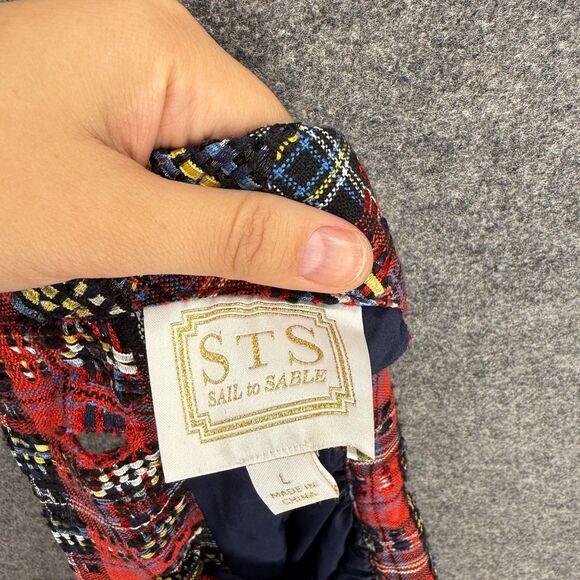 STS
SAIL to SABLE
L
MADE IN
CHINA